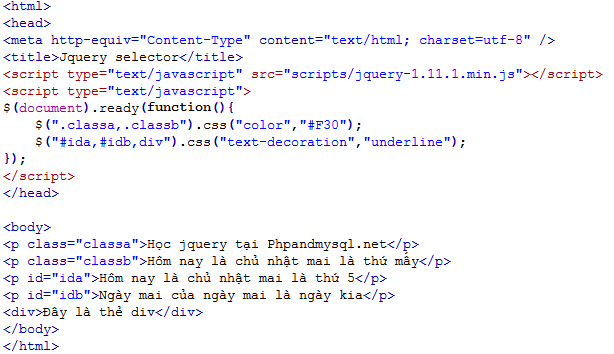 <html>
<head>
<meta http-equiv="Content-Type" content="text/html; charset=utf-8" />
<title>Jquery selector</title>
<script type="text/javascript" src="scripts/jquery-1.11.1.min.js"></script>
<script type="text/javascript">
$(document).ready(function(){
    $(".classa,.classb").css("color","#F30");
    $("#ida,#idb,div").css("text-decoration","underline");
});
</script>
</head>

<body>
<p class="classa">Học jquery tại Phpandmysql.net</p>
<p class="classb">Hôm nay là chủ nhật mai là thứ mấy</p>
<p id="ida">Hôm nay là chủ nhật mai là thứ 5</p>
<p id="idb">Ngày mai của ngày mai là ngày kia</p>
<div>Đây là thẻ div</div>
</body>
</html>